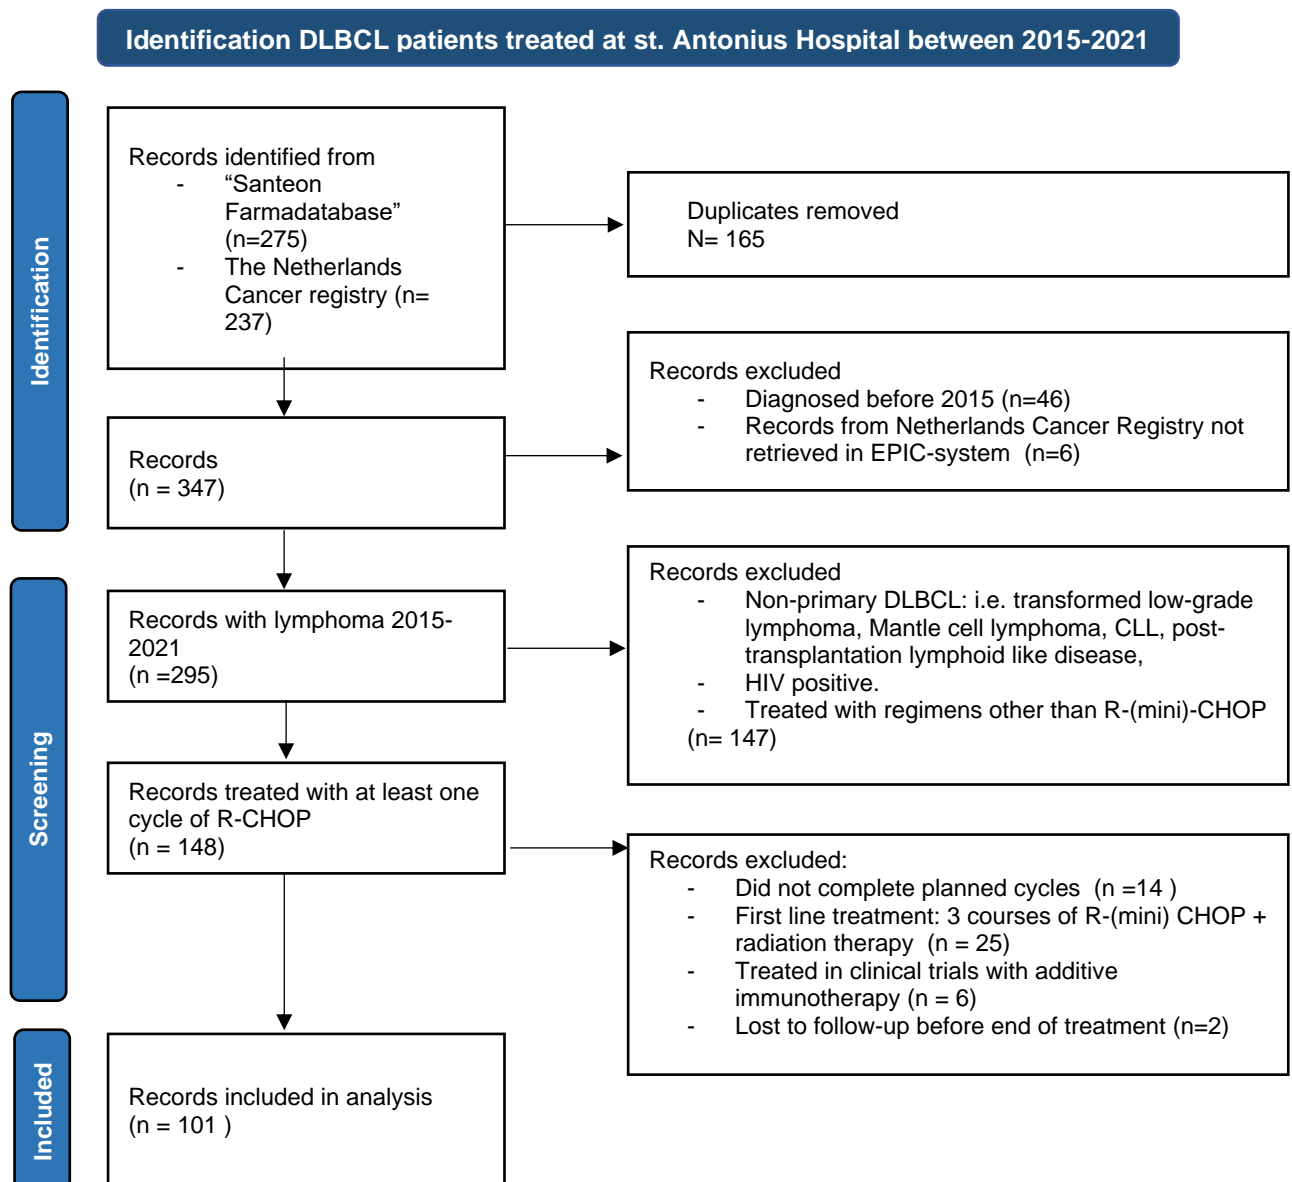 Identification DLBCL patients treated at st. Antonius Hospital between 2015-2021
Identification
Records identified from
- “Santeon
Farmadatabase”
(n=275)
- The Netherlands
Cancer registry (n=
237)
Duplicates removed
N= 165
Records
(n = 347)
Records excluded
- Diagnosed before 2015 (n=46)
- Records from Netherlands Cancer Registry not
retrieved in EPIC-system (n=6)
Screening
Records with lymphoma 2015-
2021
(n =295)
Records excluded
- Non-primary DLBCL: i.e. transformed low-grade
lymphoma, Mantle cell lymphoma, CLL, post-
transplantation lymphoid like disease,
- HIV positive.
- Treated with regimens other than R-(mini)-CHOP
(n= 147)
Records treated with at least one
cycle of R-CHOP
(n = 148)
Records excluded:
- Did not complete planned cycles (n =14 )
- First line treatment: 3 courses of R-(mini) CHOP +
radiation therapy (n = 25)
- Treated in clinical trials with additive
immunotherapy (n = 6)
- Lost to follow-up before end of treatment (n=2)
Included
Records included in analysis
(n = 101 )